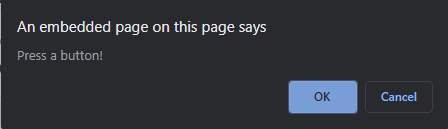 An embedded page on this page says
Press a button!
OK
Cancel